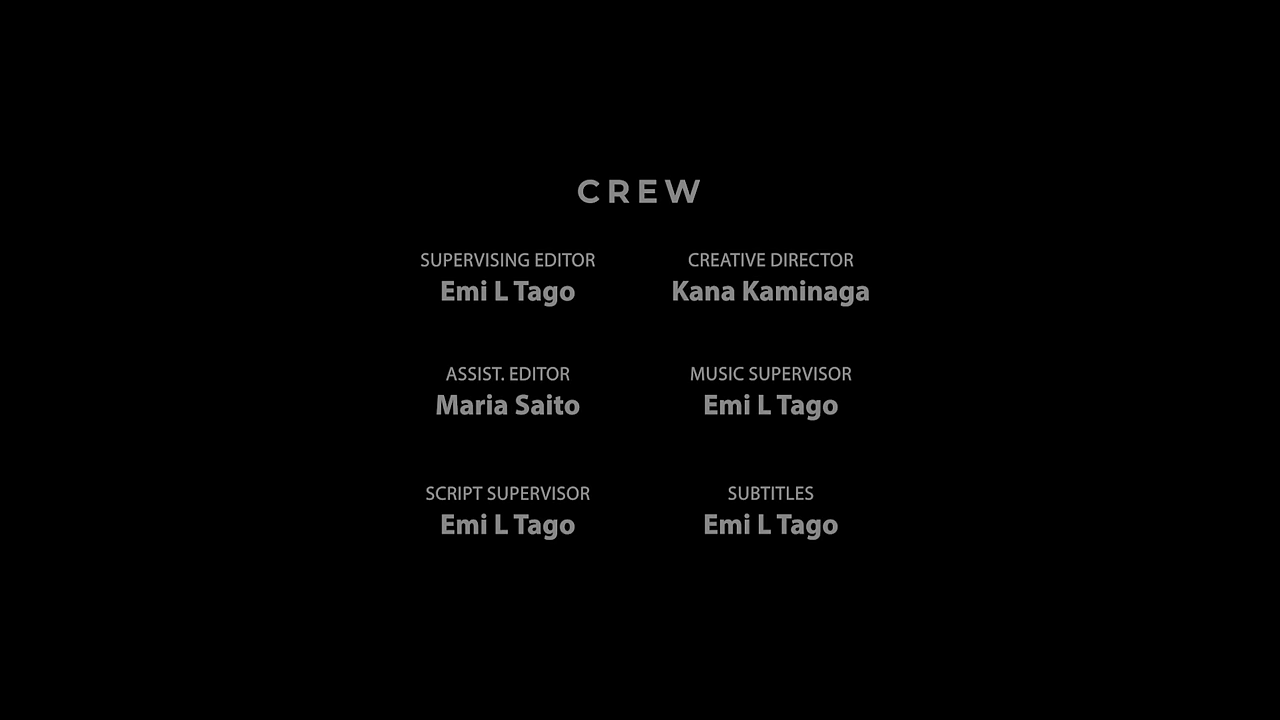 CREW
SUPERVISING EDITOR
Emi L Tago
CREATIVE DIRECTOR
Kana Kaminaga
ASSIST. EDITOR
Maria Saito
MUSIC SUPERVISOR
Emi L Tago
SCRIPT SUPERVISOR
Emi L Tago
SUBTITLES
Emi L Tago